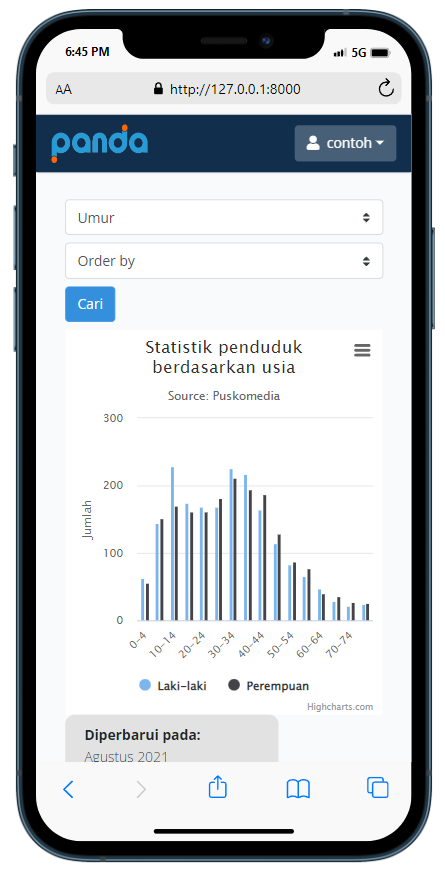 6:45 PM
5G
AA
http://127.0.0.1:8000
panda
contoh
Umur
Order by
Cari
Statistik penduduk
berdasarkan usia
Source: Puskomedia
300
200
100
0
Jumlah
0-4
10-14
20-24
30-34
40-44
50-54
60-64
70-74
Laki-laki
Perempuan
Highcharts.com
Diperbarui pada:
Agustus 2021